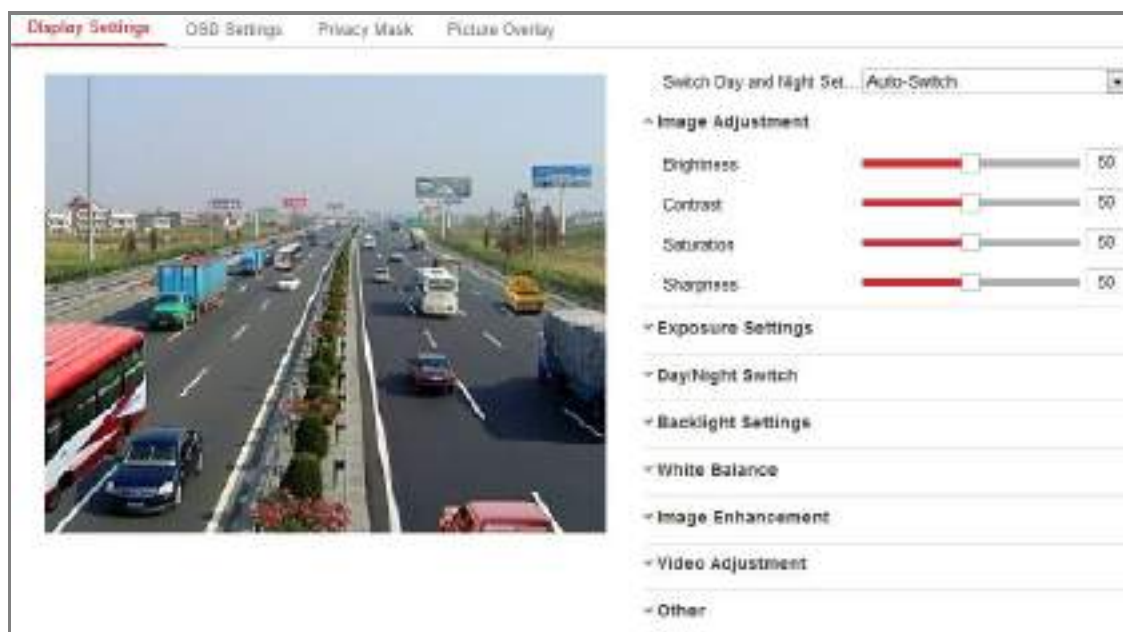 Display Settings OSD Settings Privacy Mask Picture Overlay
Switch Day and Night Set... Auto-Switch
Image Adjustment
Brightness 50
Contrast 50
Saturation 50
Sharpness 50
Exposure Settings
Day/Night Switch
Backlight Settings
White Balance
Image Enhancement
Video Adjustment
Other